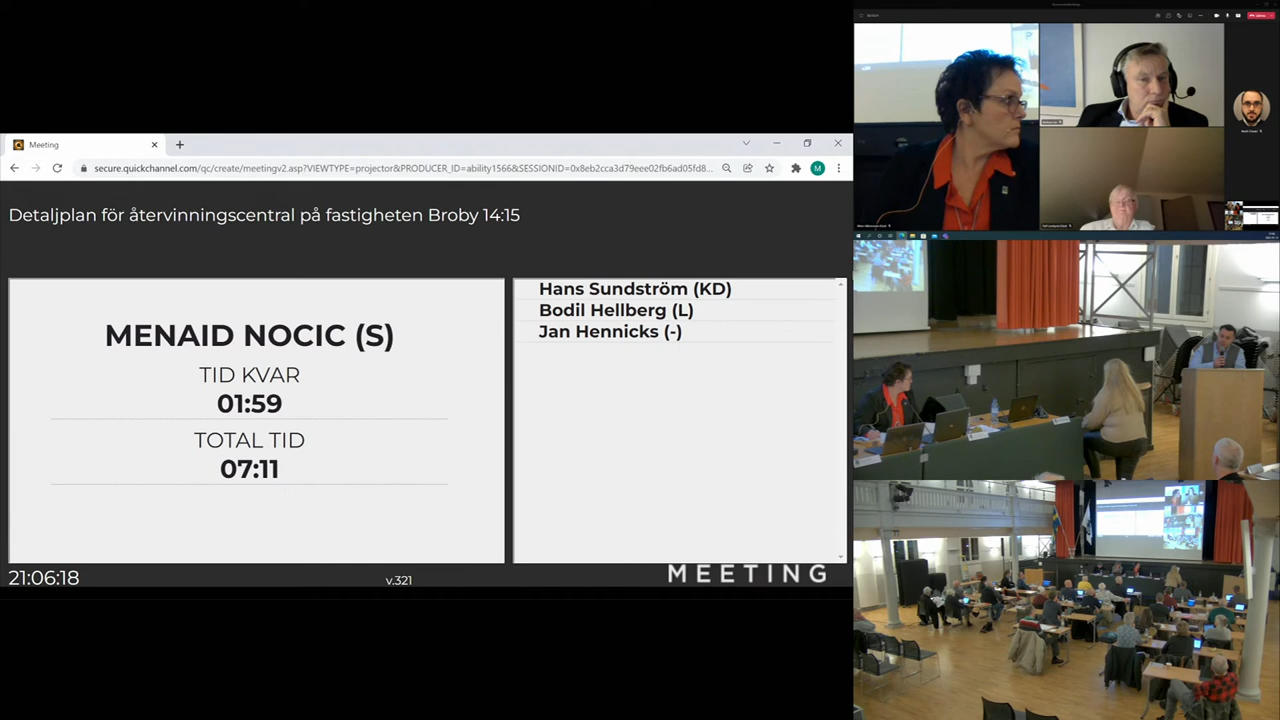 Meeting
secure.quickchannel.com/qc/create/meetingv2.asp?VIEWTYPE=projector&PRODUCER_ID=ability1566&SESSIONID=0x8eb2cca3d79eee02fb6ad05fd8...
M
Detaljplan för återvinningscentral på fastigheten Broby 14:15
MENAID NOCIC (S)
TID KVAR
01:59
TOTAL TID
07:11
Hans Sundström (KD)
Bodil Hellberg (L)
Jan Hennicks (-)
21:06:18
v.321
MEETING